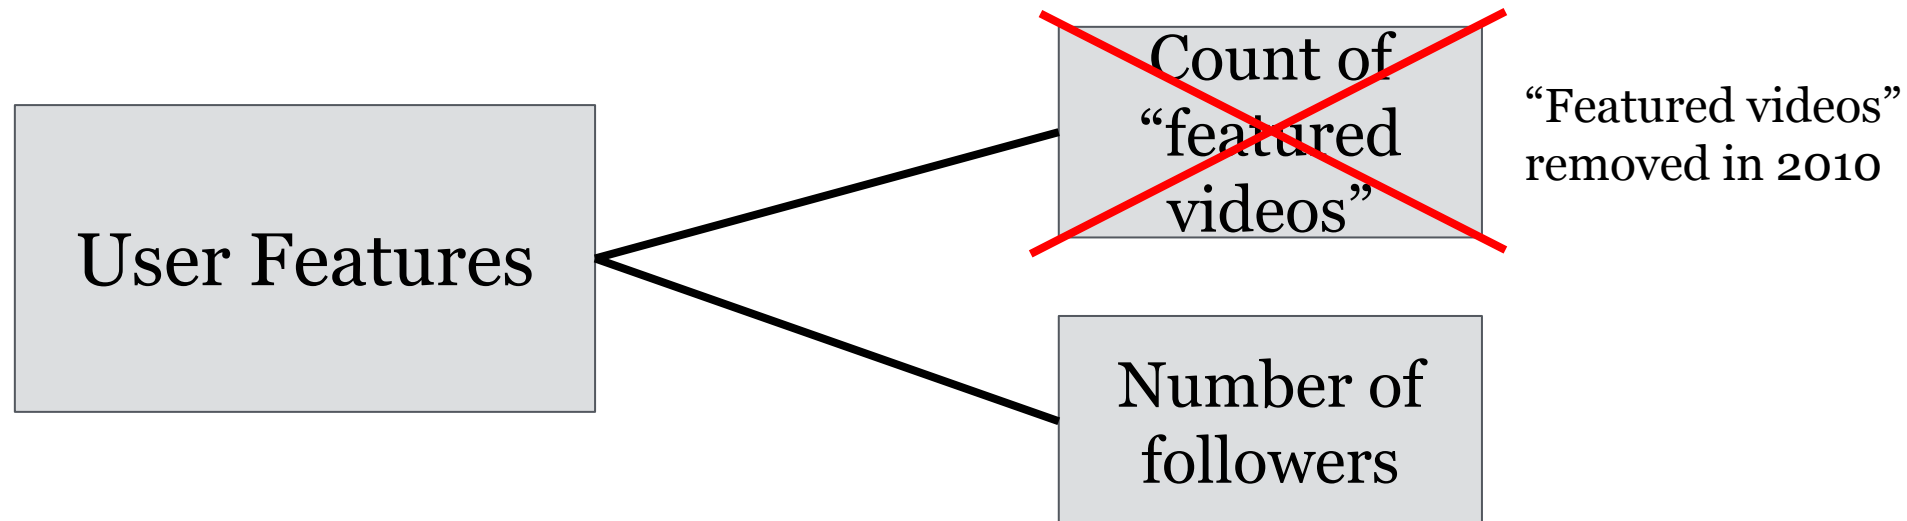 User Features
Count of
“featured
videos”
“Featured videos”
removed in 2010
Number of
followers